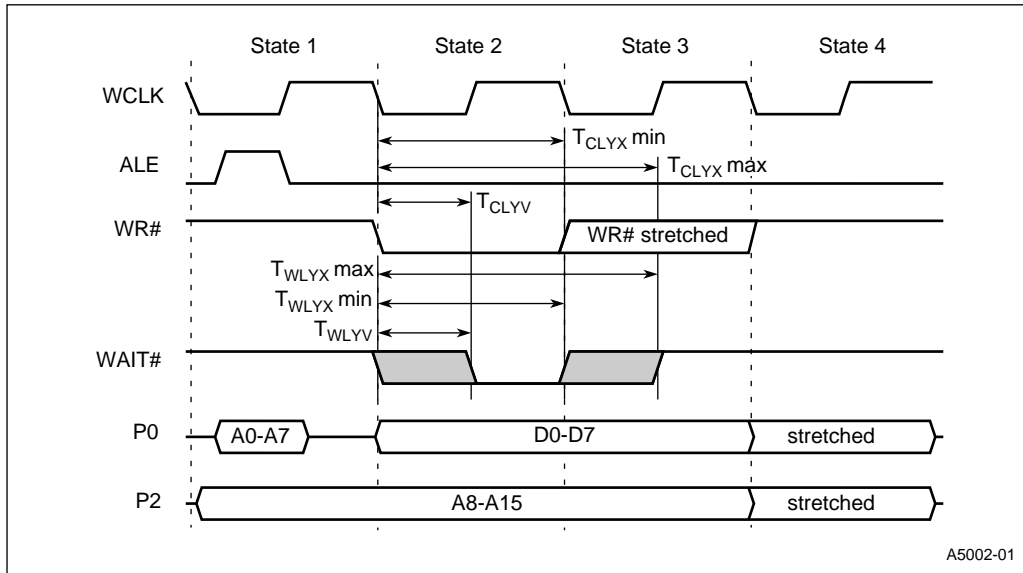 State 1 State 2 State 3 State 4
WCLK
T_CLYX min
ALE
T_CLYX max
T_CLYV
WR#
WR# stretched
T_WLYX max
T_WLYX min
T_WLYV
WAIT#
P0
A0-A7
D0-D7
stretched
P2
A8-A15
stretched
A5002-01